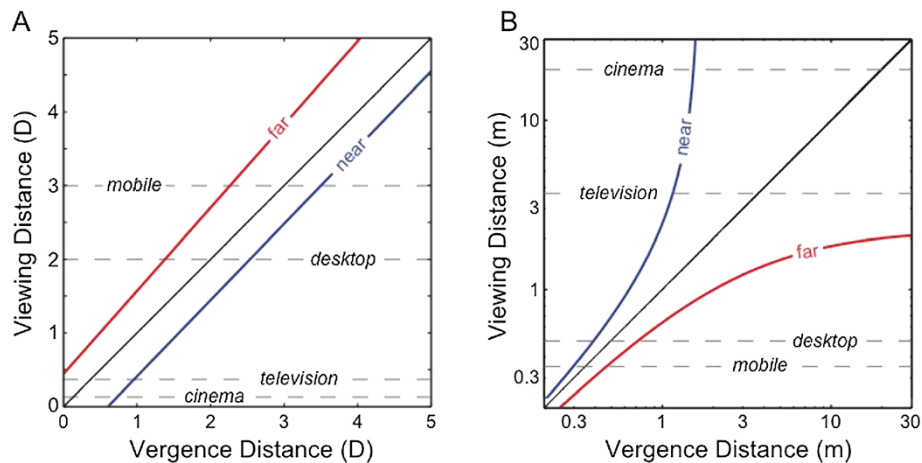 A
Viewing Distance (D)
5
4
3
2
1
0
far
near
mobile
desktop
television
cinema
0 1 2 3 4 5
Vergence Distance (D)
B
Viewing Distance (m)
30
10
3
1
0.3
cinema
near
television
far
desktop
mobile
0.3 1 3 10 30
Vergence Distance (m)